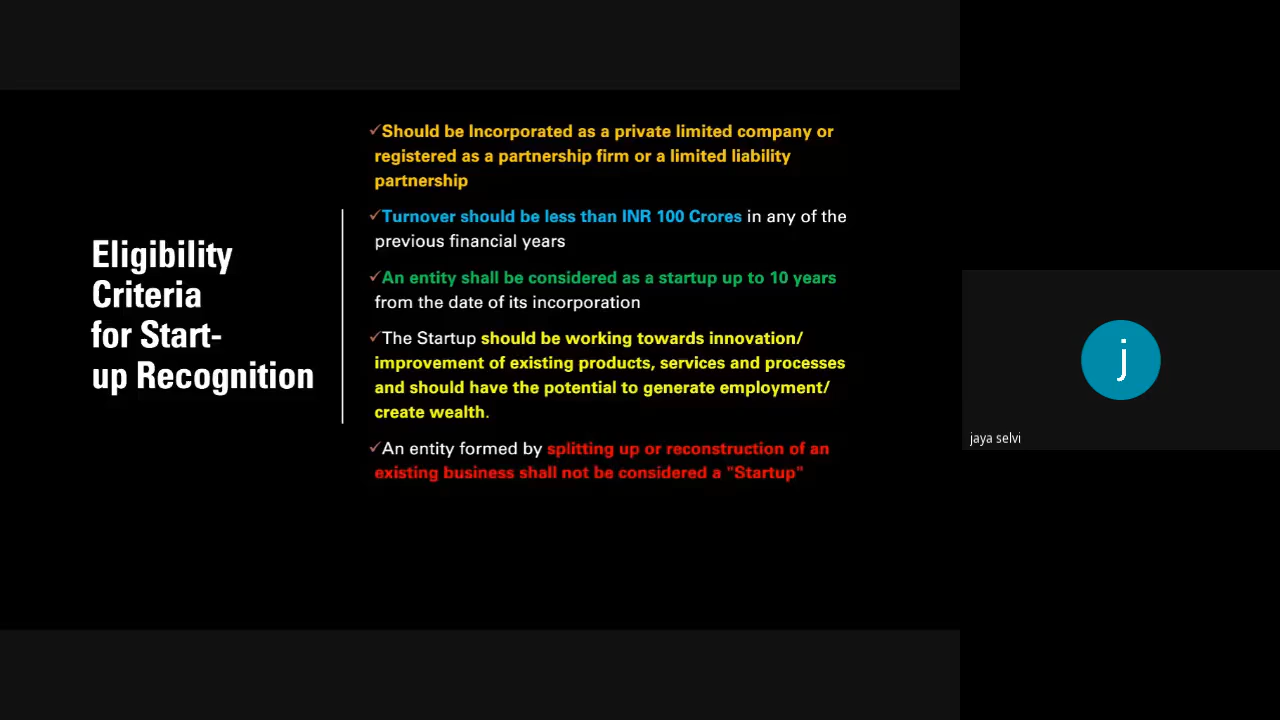 Eligibility
Criteria
for Start-
up Recognition
✓Should be Incorporated as a private limited company or
registered as a partnership firm or a limited liability
partnership
✓Turnover should be less than INR 100 Crores in any of the
previous financial years
✓An entity shall be considered as a startup up to 10 years
from the date of its incorporation
✓The Startup should be working towards innovation/
improvement of existing products, services and processes
and should have the potential to generate employment/
create wealth.
✓An entity formed by splitting up or reconstruction of an
existing business shall not be considered a "Startup"
j
jaya selvi